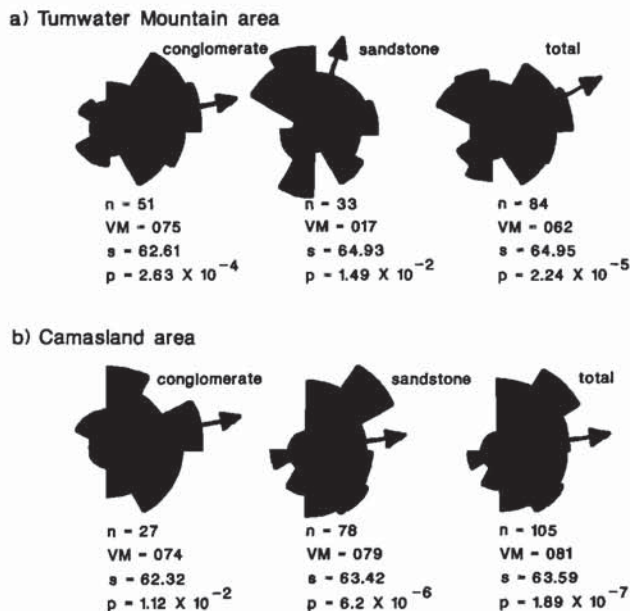 a) Tumwater Mountain area
conglomerate sandstone total
n = 51 n = 33 n = 84
VM = 075 VM = 017 VM = 062
s = 62.61 s = 64.93 s = 64.95
p = 2.63 X 10⁻⁴ p = 1.49 X 10⁻² p = 2.24 X 10⁻⁵
b) Camasland area
conglomerate sandstone total
n = 27 n = 78 n = 105
VM = 074 VM = 079 VM = 081
s = 62.32 s = 63.42 s = 63.59
p = 1.12 X 10⁻² p = 6.2 X 10⁻⁶ p = 1.89 X 10⁻⁷